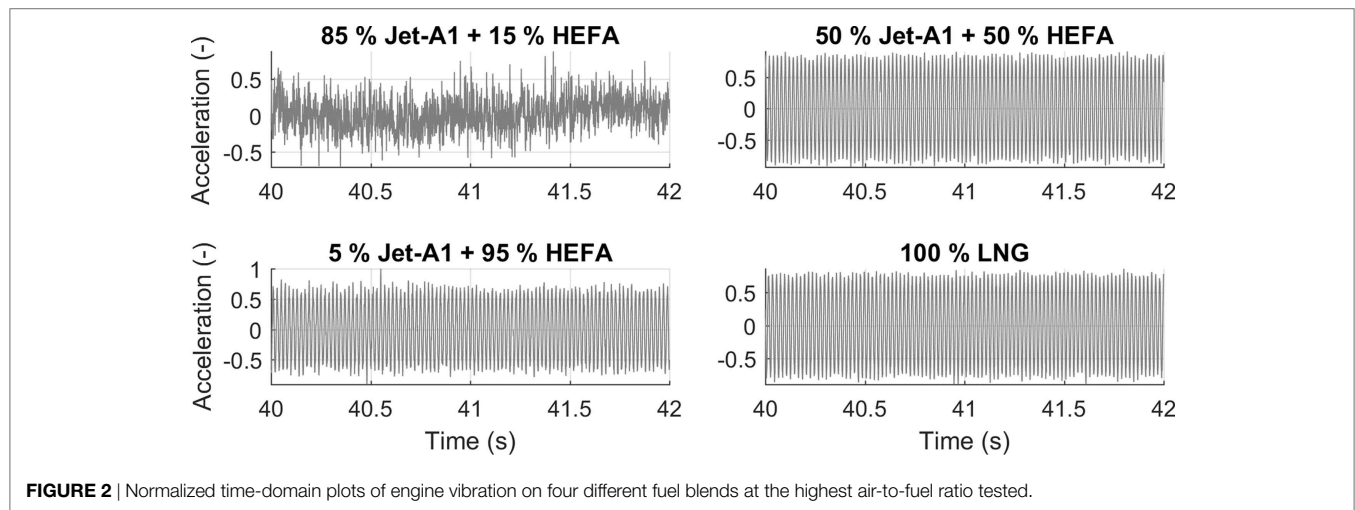 85 % Jet-A1 + 15 % HEFA
50 % Jet-A1 + 50 % HEFA
Acceleration (-)
0.5
0
-0.5
40 40.5 41 41.5 42
0.5
0
-0.5
40 40.5 41 41.5 42
5 % Jet-A1 + 95 % HEFA
100 % LNG
Acceleration (-)
1
0.5
0
-0.5
40 40.5 41 41.5 42
Time (s)
0.5
0
-0.5
40 40.5 41 41.5 42
Time (s)
FIGURE 2 | Normalized time-domain plots of engine vibration on four different fuel blends at the highest air-to-fuel ratio tested.